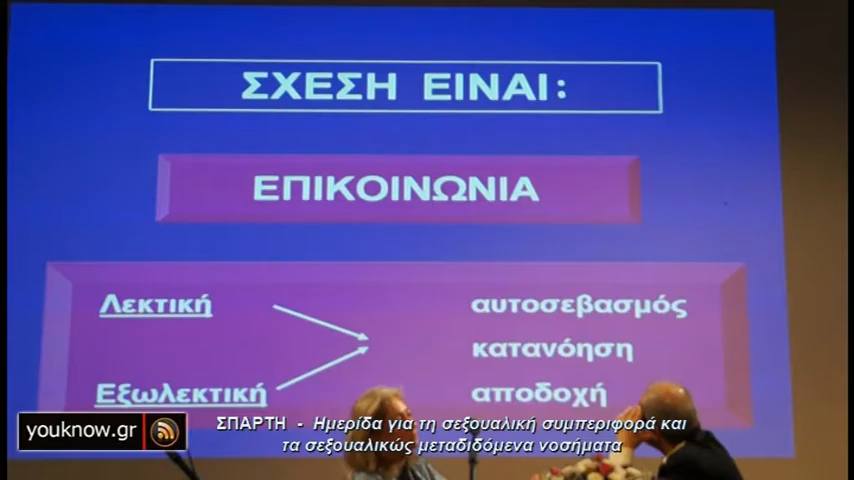 ΣΧΕΣΗ ΕΙΝΑΙ:
ΕΠΙΚΟΙΝΩΝΙΑ
Λεκτική
αυτοσεβασμός
κατανόηση
Εξωλεκτική
αποδοχή
youknow.gr
ΣΠΑΡΤΗ - Ημερίδα για τη σεξουαλική συμπεριφορά και
τα σεξουαλικώς μεταδιδόμενα νοσήματα